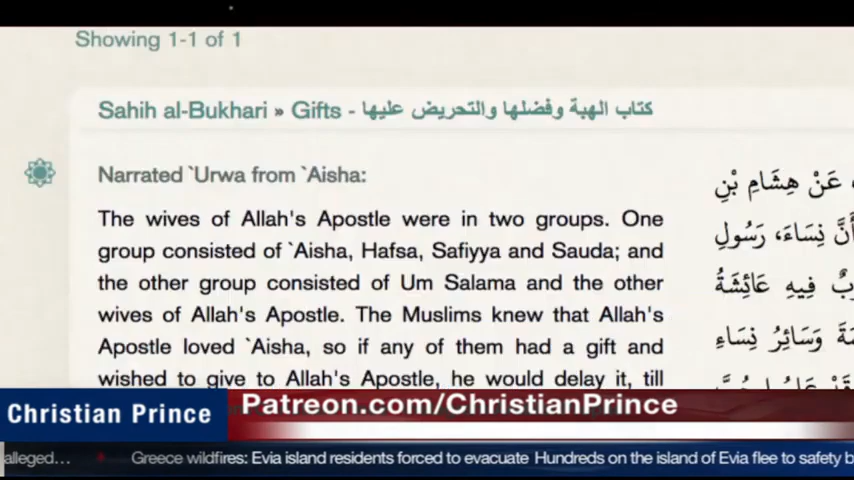 Showing 1-1 of 1
Sahih al-Bukhari » Gifts - كتاب الهبة وفضلها والتحريض عليها
Narrated `Urwa from `Aisha:
The wives of Allah's Apostle were in two groups. One
group consisted of `Aisha, Hafsa, Safiyya and Sauda; and
the other group consisted of Um Salama and the other
wives of Allah's Apostle. The Muslims knew that Allah's
Apostle loved `Aisha, so if any of them had a gift and
wished to give to Allah's Apostle, he would delay it, till
عَنْ هِشَامِ بْنِ
أَنَّ نِسَاءَ، رَسُولِ
فِيهِ عَائِشَةُ
وَسَائِرُ نِسَاءِ
Christian Prince
Patreon.com/ChristianPrince
alleged... Greece wildfires: Evia island residents forced to evacuate Hundreds on the island of Evia flee to safety b